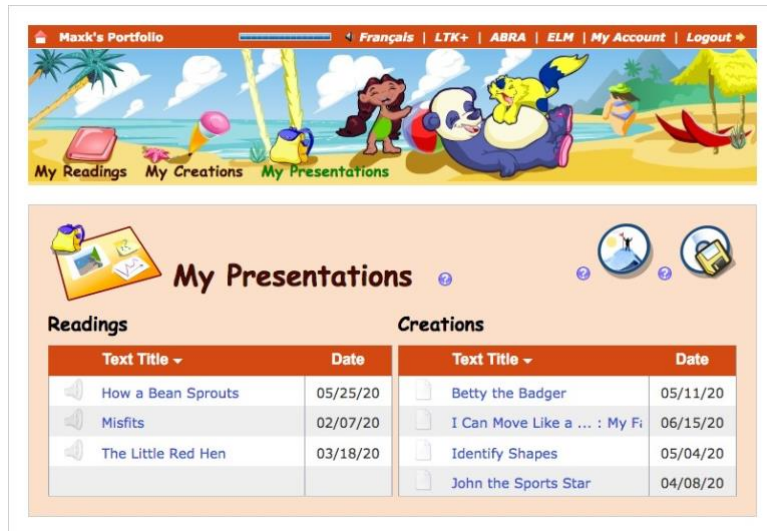 Maxk's Portfolio Français | LTK+ | ABRA | ELM | My Account | Logout
My Readings My Creations My Presentations
My Presentations ?
? ?
Readings
Text Title Date
How a Bean Sprouts 05/25/20
Misfits 02/07/20
The Little Red Hen 03/18/20
Creations
Text Title Date
Betty the Badger 05/11/20
I Can Move Like a ... : My Fa 06/15/20
Identify Shapes 05/04/20
John the Sports Star 04/08/20